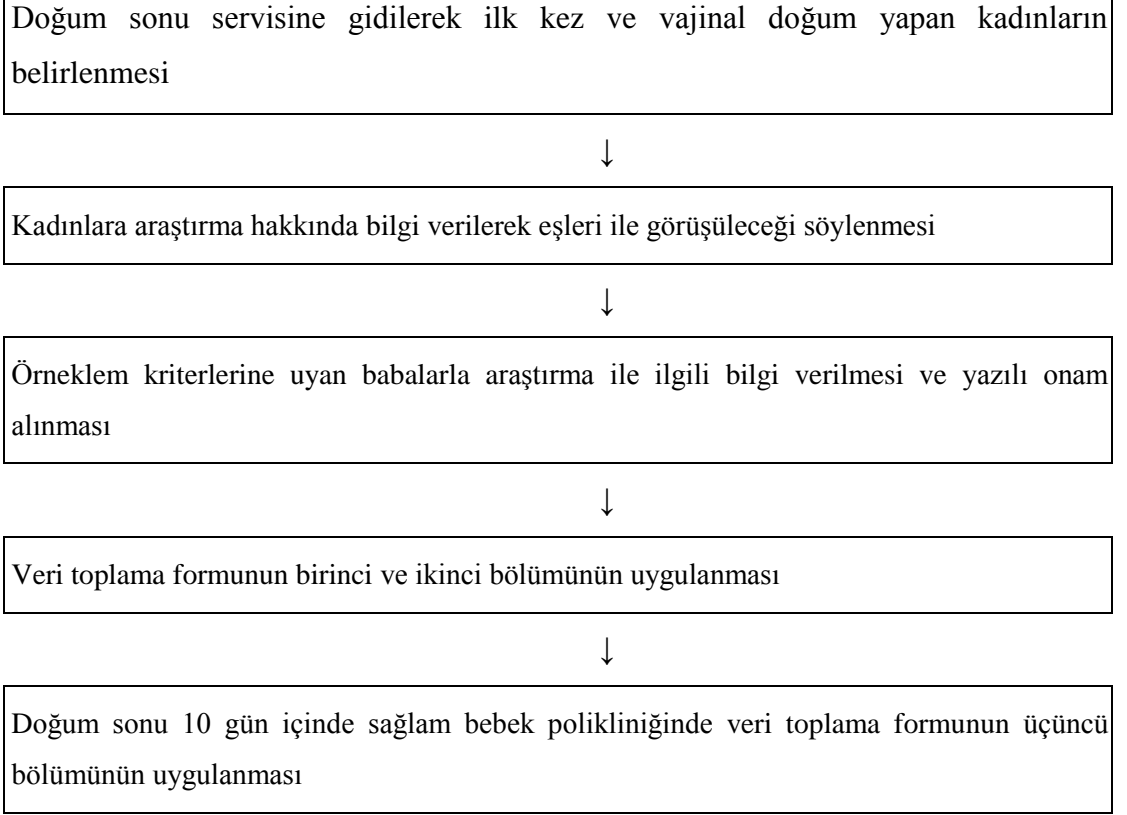 Doğum sonu servisine gidilerek ilk kez ve vajinal doğum yapan kadınların
belirlenmesi
↓
Kadınlara araştırma hakkında bilgi verilerek eşleri ile görüşüleceği söylenmesi
↓
Örneklem kriterlerine uyan babalarla araştırma ile ilgili bilgi verilmesi ve yazılı onam
alınması
↓
Veri toplama formunun birinci ve ikinci bölümünün uygulanması
↓
Doğum sonu 10 gün içinde sağlam bebek polikliniğinde veri toplama formunun üçüncü
bölümünün uygulanması